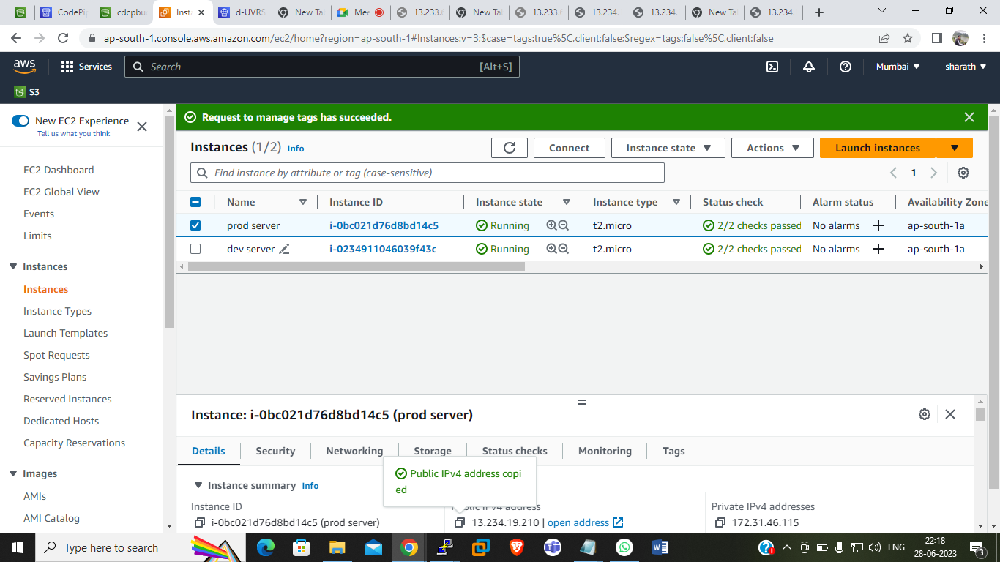 CodePip
cdcpbuc
Inst
d-UVRS
New Tab
Mee
13.233.6
New Tab
13.233.6
13.234.
13.234.
New Tab
13.234.
ap-south-1.console.aws.amazon.com/ec2/home?region=ap-south-1#Instances:v=3;$case=tags:true%5C,client:false;$regex=tags:false%5C,client:false
aws
Services
Search
[Alt+S]
Mumbai
sharath
S3
New EC2 Experience
Tell us what you think
EC2 Dashboard
EC2 Global View
Events
Limits
Instances
Instances
Instance Types
Launch Templates
Spot Requests
Savings Plans
Reserved Instances
Dedicated Hosts
Capacity Reservations
Images
AMIs
AMI Catalog
Request to manage tags has succeeded.
Instances (1/2) Info
Connect
Instance state
Actions
Launch instances
Find instance by attribute or tag (case-sensitive)
1
Name Instance ID Instance state Instance type Status check Alarm status Availability Zone
prod server i-0bc021d76d8bd14c5 Running t2.micro 2/2 checks passed No alarms ap-south-1a
dev server i-0234911046039f43c Running t2.micro 2/2 checks passed No alarms ap-south-1a
Instance: i-0bc021d76d8bd14c5 (prod server)
Details Security Networking Storage Status checks Monitoring Tags
Public IPv4 address copi
ed
Instance summary Info
Instance ID
i-0bc021d76d8bd14c5 (prod server)
Public IPv4 address
13.234.19.210 | open address
Private IPv4 addresses
172.31.46.115
Type here to search
ENG
22:18
28-06-2023
3